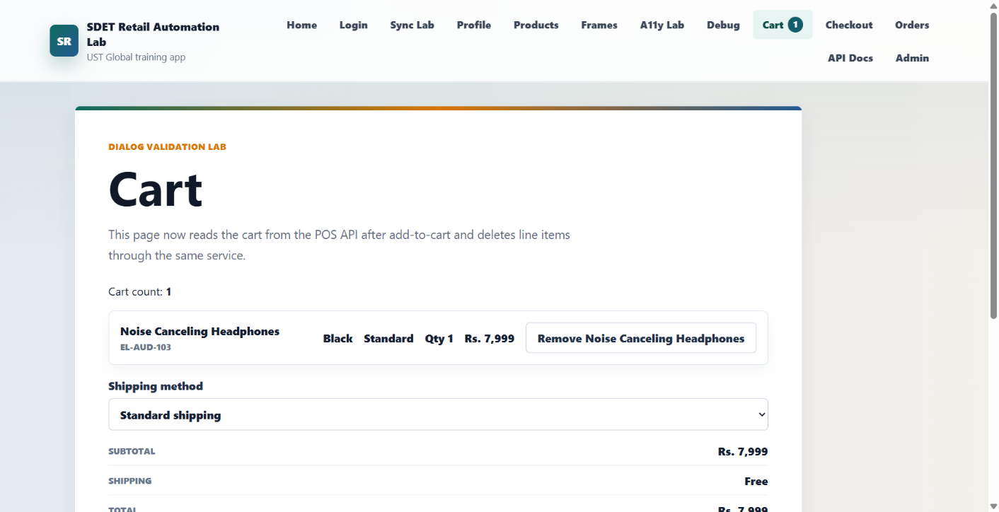 SR
SDET Retail Automation
Lab
UST Global training app
Home Login Sync Lab Profile Products Frames A11y Lab Debug Cart 1 Checkout Orders
API Docs Admin
DIALOG VALIDATION LAB
Cart
This page now reads the cart from the POS API after add-to-cart and deletes line items
through the same service.
Cart count: 1
Noise Canceling Headphones
EL-AUD-103
Black Standard Qty 1 Rs. 7,999 Remove Noise Canceling Headphones
Shipping method
Standard shipping
SUBTOTAL Rs. 7,999
SHIPPING Free
TOTAL Rs. 7,999